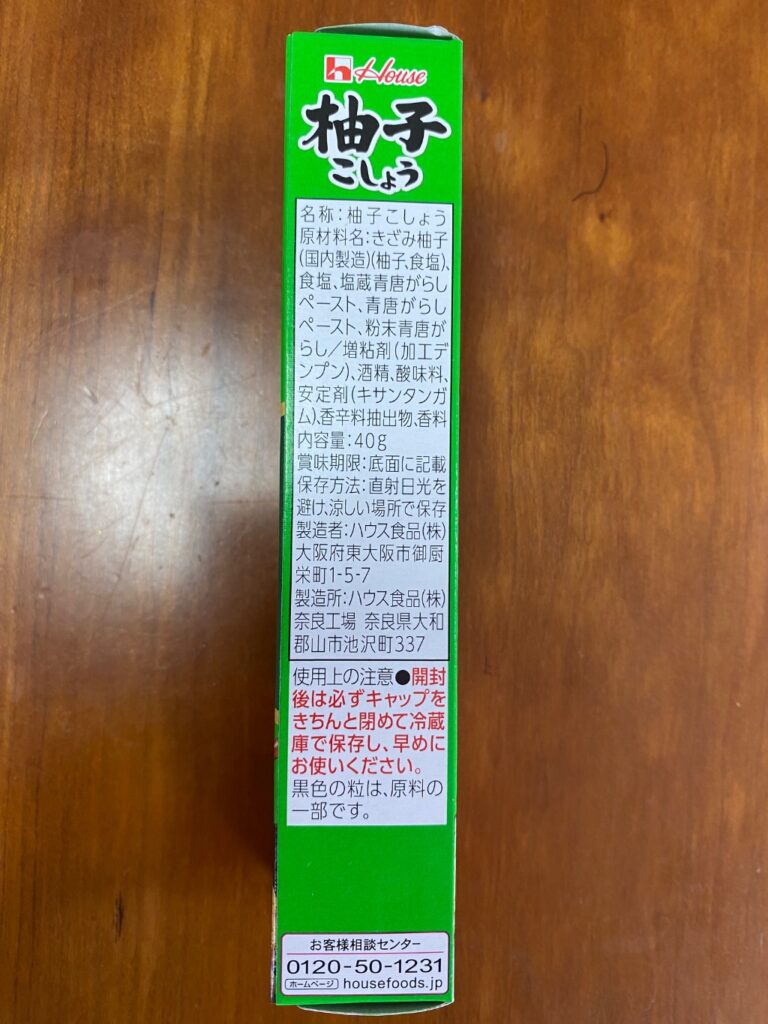 House
柚子
こしょう
名称:柚子こしょう
原材料名:きざみ柚子
(国内製造)(柚子、食塩)、
食塩、塩蔵青唐がらし
ペースト、青唐がらし
ペースト、粉末青唐が
らし/増粘剤(加工デ
ンプン)、酒精、酸味料、
安定剤(キサンタンガ
ム)、香辛料抽出物、香料
内容量:40g
賞味期限:底面に記載
保存方法:直射日光を
避け、涼しい場所で保存
製造者:ハウス食品(株)
大阪府東大阪市御厨
栄町1-5-7
製造所:ハウス食品(株)
奈良工場 奈良県大和
郡山市池沢町337
使用上の注意●開封
後は必ずキャップを
きちんと閉めて冷蔵
庫で保存し、早めに
お使いください。
黒色の粒は、原料の
一部です。
お客様相談センター
0120-50-1231
ホームページ housefoods.jp